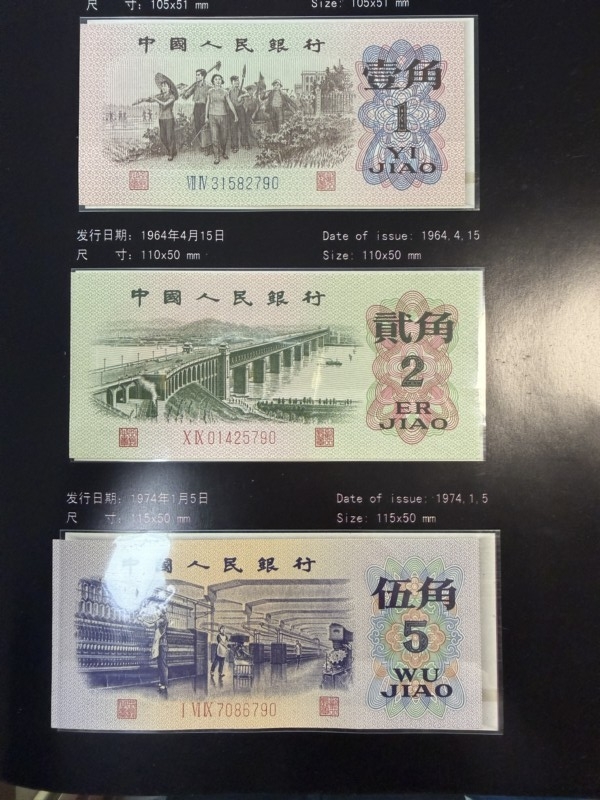 尺 寸: 105x51 mm Size: 105x51 mm
中國人民銀行
壹角
1
YI
JIAO
ⅧⅣ 31582790
发行日期: 1964年4月15日 Date of issue: 1964.4.15
尺 寸: 110x50 mm Size: 110x50 mm
中國人民銀行
貳角
2
ER
JIAO
ⅩⅨ 01425790
发行日期: 1974年1月5日 Date of issue: 1974.1.5
尺 寸: 115x50 mm Size: 115x50 mm
中國人民銀行
伍角
5
WU
JIAO
Ⅰ Ⅶ Ⅸ 7086790